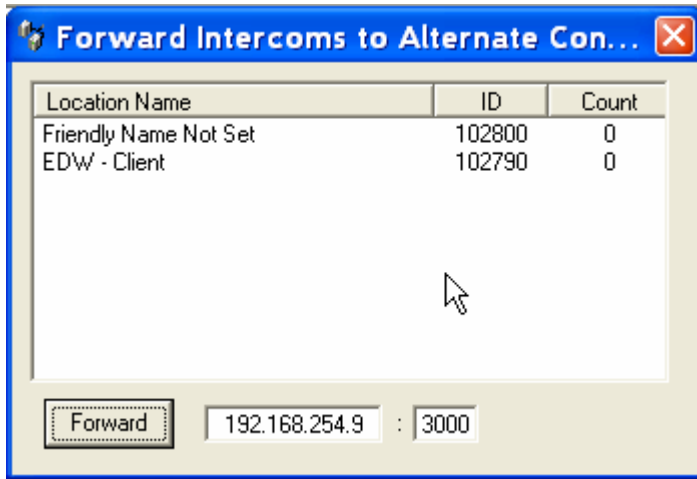 Forward Intercoms to Alternate Con...
Location Name ID Count
Friendly Name Not Set 102800 0
EDW - Client 102790 0
Forward 192.168.254.9 : 3000